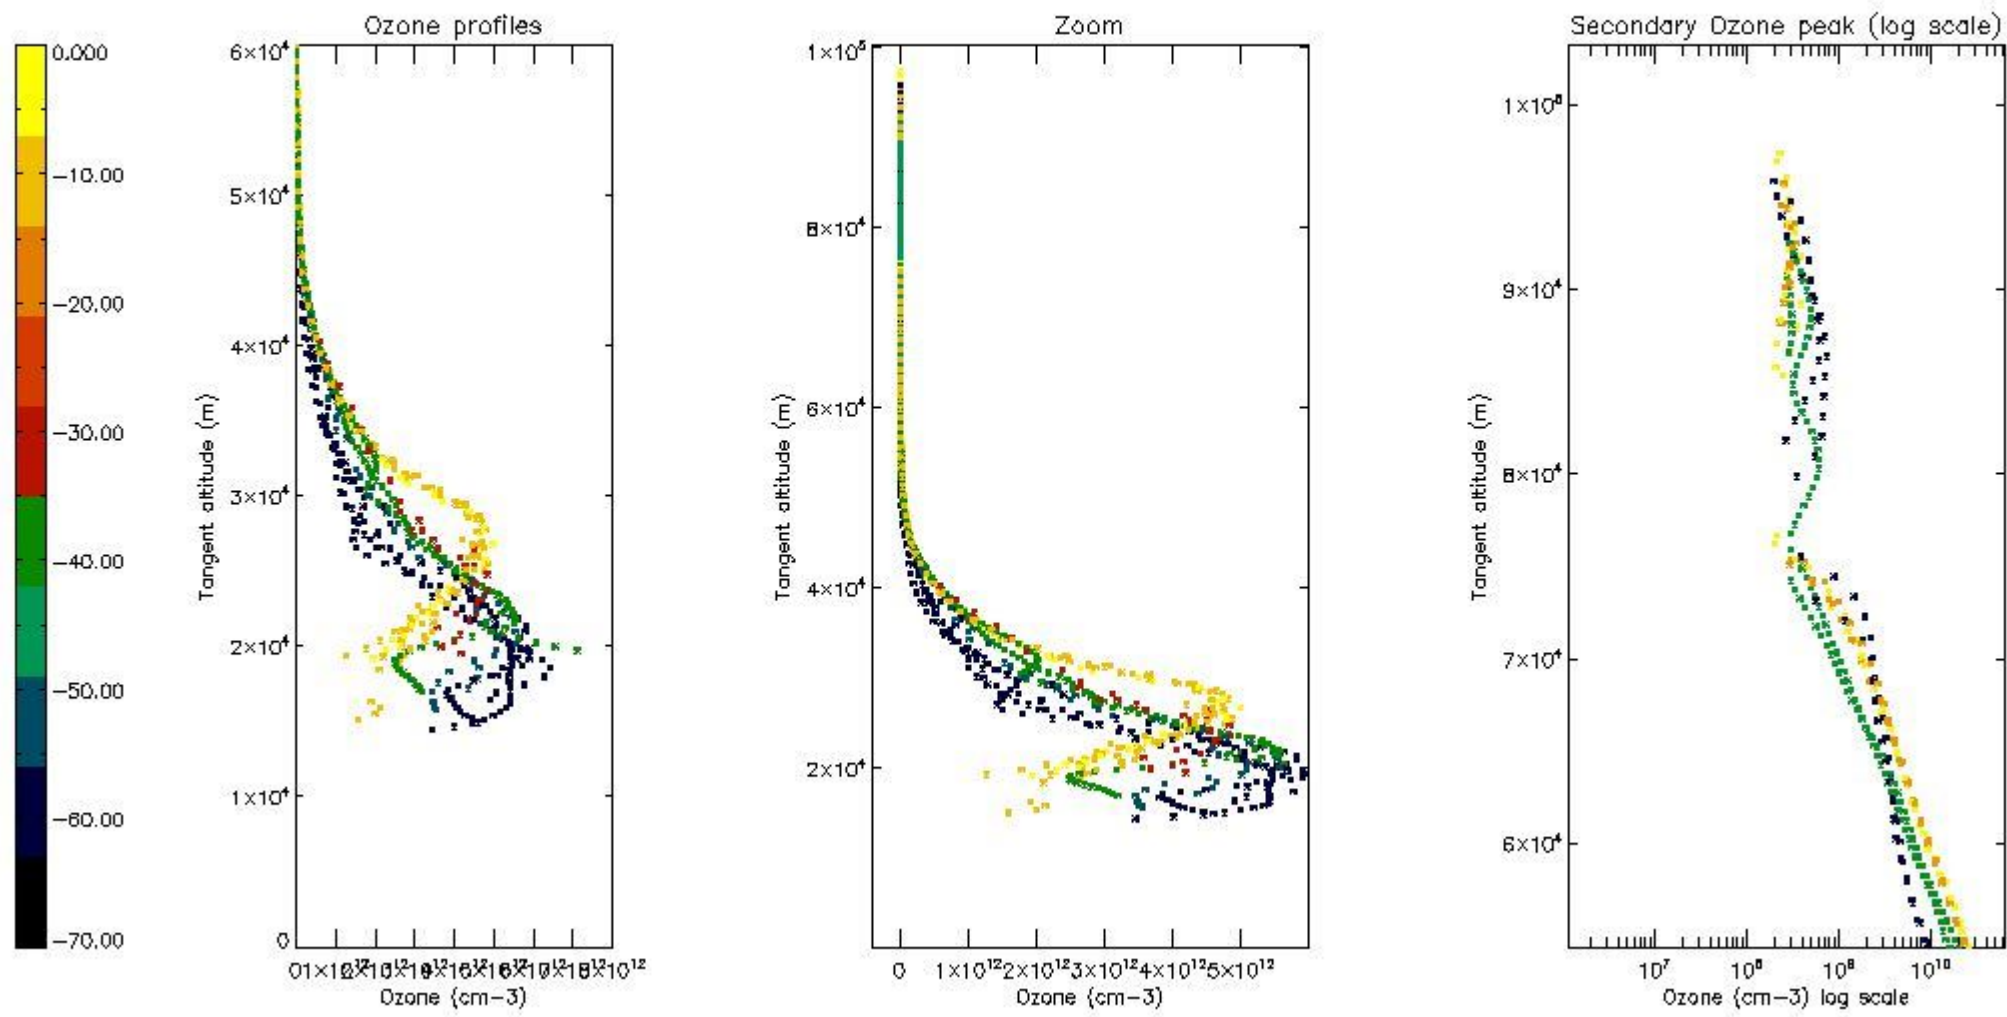 Ozone profiles
Zoom
Secondary Ozone peak (log scale)
0.000
-10.00
-20.00
-30.00
-40.00
-50.00
-60.00
-70.00
6×10⁴
5×10⁴
4×10⁴
3×10⁴
2×10⁴
1×10⁴
0
Tangent altitude (m)
Ozone (cm-3)
1×10⁵
8×10⁴
6×10⁴
4×10⁴
2×10⁴
Tangent altitude (m)
0 1×10¹² 2×10¹² 3×10¹² 4×10¹² 5×10¹²
Ozone (cm-3)
9×10⁴
8×10⁴
7×10⁴
6×10⁴
Tangent altitude (m)
10⁷ 10⁸ 10⁹ 10¹⁰
Ozone (cm-3) log scale